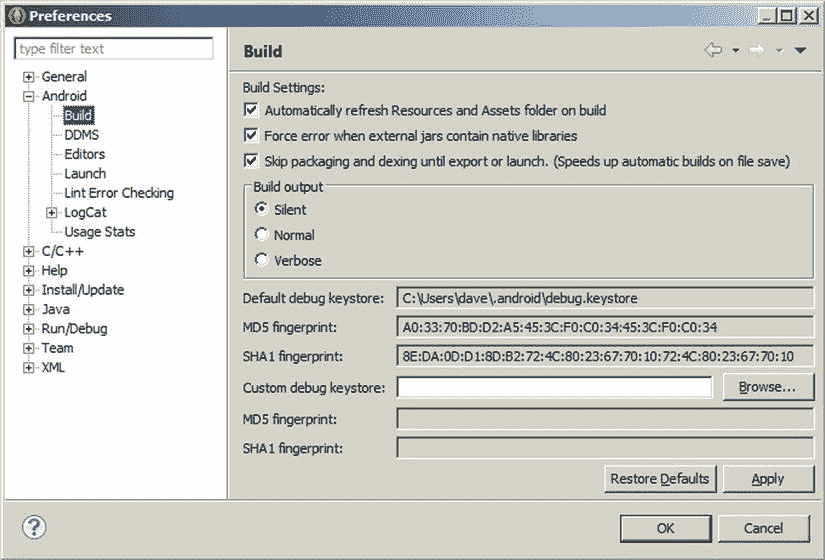 Preferences
type filter text
General
Android
Build
DDMS
Editors
Launch
Lint Error Checking
LogCat
Usage Stats
C/C++
Help
Install/Update
Java
Run/Debug
Team
XML
Build
Build Settings:
Automatically refresh Resources and Assets folder on build
Force error when external jars contain native libraries
Skip packaging and dexing until export or launch. (Speeds up automatic builds on file save)
Build output
Silent
Normal
Verbose
Default debug keystore: C:\Users\dave\.android\debug.keystore
MD5 fingerprint: A0:33:70:BD:D2:A5:45:3C:F0:C0:34:45:3C:F0:C0:34
SHA1 fingerprint: 8E:DA:0D:D1:8D:B2:72:4C:80:23:67:70:10:72:4C:80:23:67:70:10
Custom debug keystore: Browse...
MD5 fingerprint:
SHA1 fingerprint:
Restore Defaults Apply
? OK Cancel